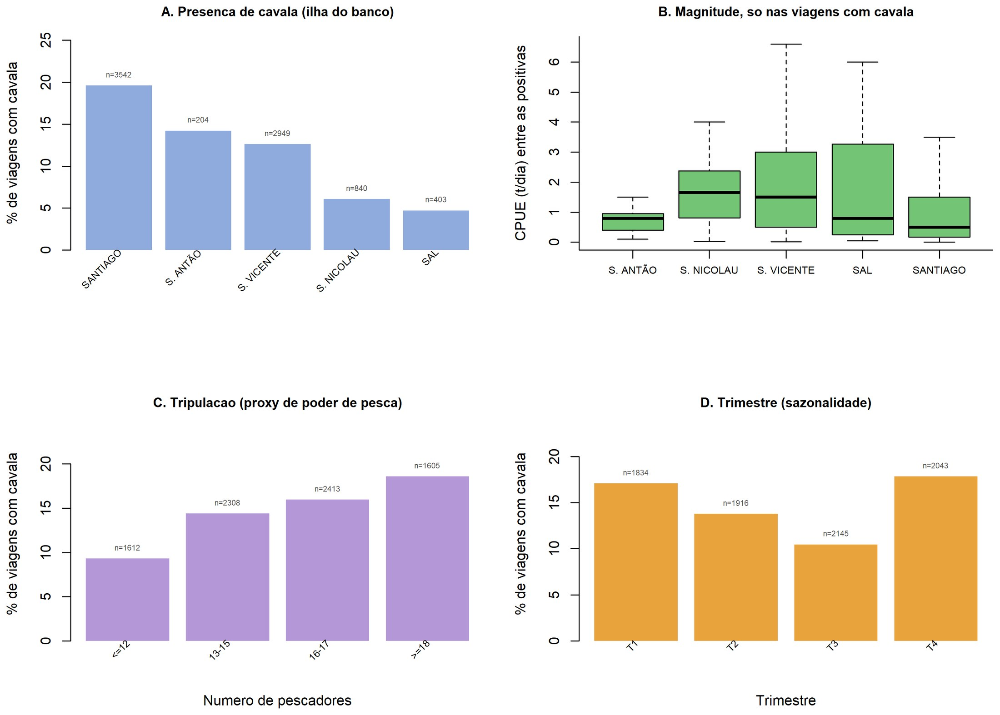 A. Presenca de cavala (ilha do banco)
% de viagens com cavala
25
20
15
10
5
0
n=3542
n=204
n=2949
n=840
n=403
SANTIAGO
S. ANTÃO
S. VICENTE
S. NICOLAU
SAL
B. Magnitude, so nas viagens com cavala
CPUE (t/dia) entre as positivas
6
5
4
3
2
1
0
S. ANTÃO
S. NICOLAU
S. VICENTE
SAL
SANTIAGO
C. Tripulacao (proxy de poder de pesca)
% de viagens com cavala
20
15
10
5
0
n=1612
n=2308
n=2413
n=1605
<=12
13-15
16-17
>=18
Numero de pescadores
D. Trimestre (sazonalidade)
% de viagens com cavala
20
15
10
5
0
n=1834
n=1916
n=2145
n=2043
T1
T2
T3
T4
Trimestre